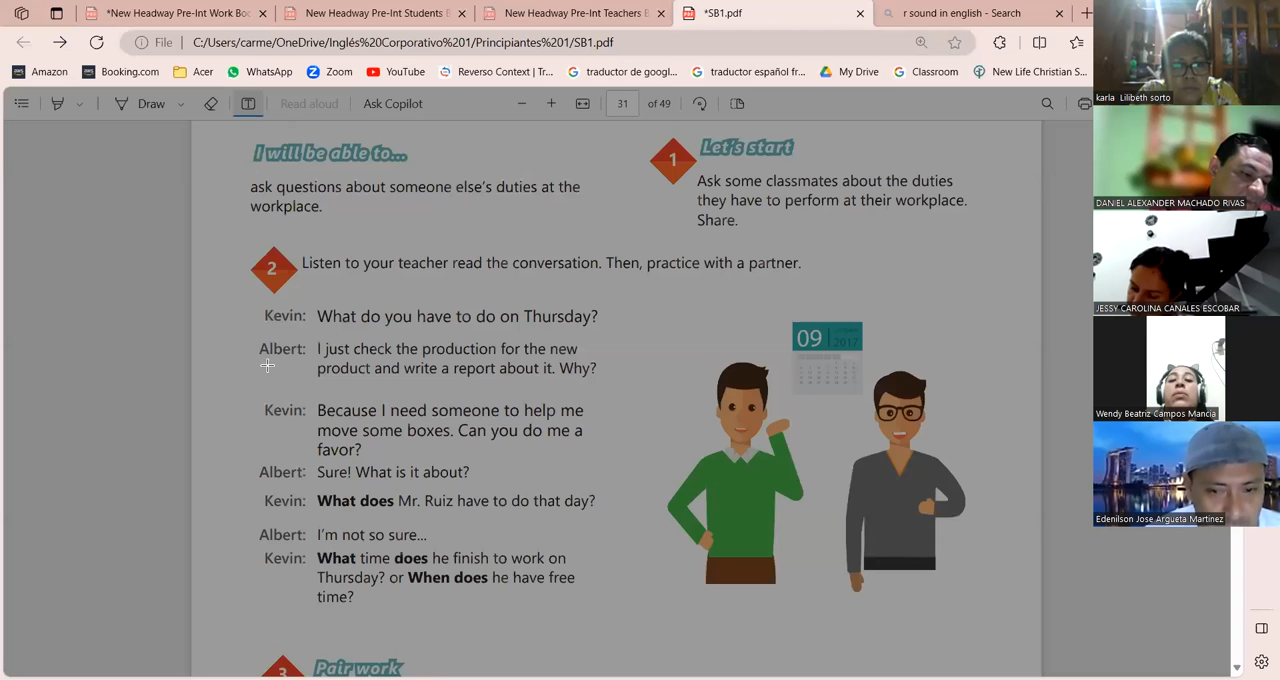 *New Headway Pre-Int Work Boo
New Headway Pre-Int Students B
New Headway Pre-Int Teachers B
*SB1.pdf
r sound in english - Search
File
C:/Users/carme/OneDrive/Inglés%20Corporativo%201/Principiantes%201/SB1.pdf
Amazon
Booking.com
Acer
WhatsApp
Zoom
YouTube
Reverso Context | Tr...
traductor de googl...
traductor español fr...
My Drive
Classroom
New Life Christian S...
Draw
Read aloud
Ask Copilot
31
of 49
I will be able to...
ask questions about someone else's duties at the
workplace.
1
Let's start
Ask some classmates about the duties
they have to perform at their workplace.
Share.
2
Listen to your teacher read the conversation. Then, practice with a partner.
Kevin: What do you have to do on Thursday?
Albert: I just check the production for the new
product and write a report about it. Why?
Kevin: Because I need someone to help me
move some boxes. Can you do me a
favor?
Albert: Sure! What is it about?
Kevin: What does Mr. Ruiz have to do that day?
Albert: I'm not so sure...
Kevin: What time does he finish to work on
Thursday? or When does he have free
time?
09
2017
3
Pair work
karla Lilibeth sorto
DANIEL ALEXANDER MACHADO RIVAS
JESSY CAROLINA CANALES ESCOBAR
Wendy Beatriz Campos Mancia
Edenilson Jose Argueta Martinez